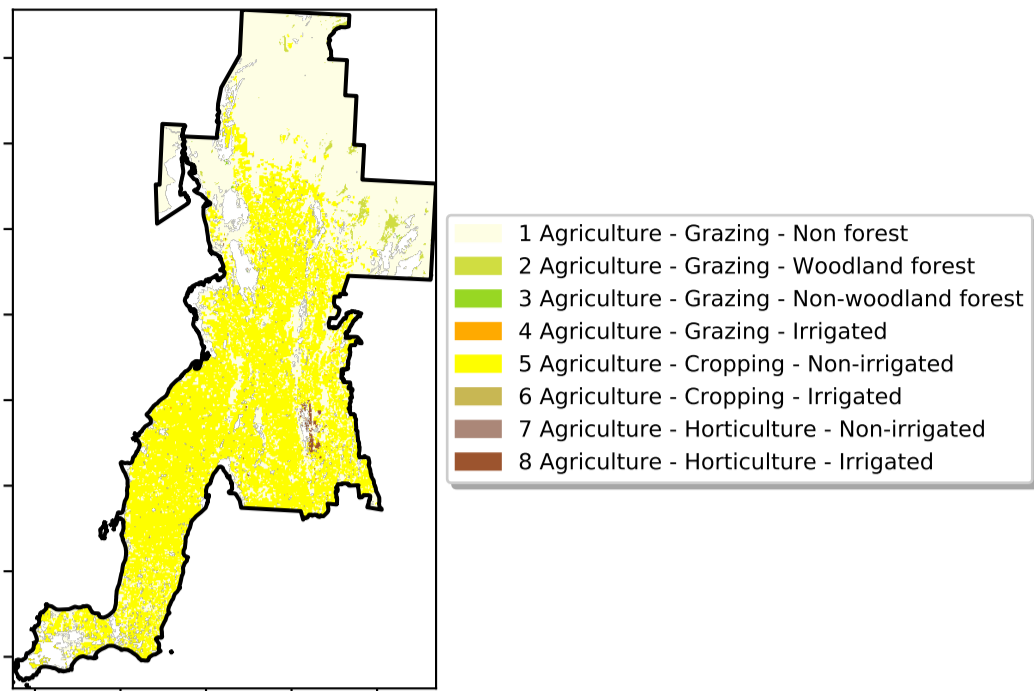 1 Agriculture - Grazing - Non forest
2 Agriculture - Grazing - Woodland forest
3 Agriculture - Grazing - Non-woodland forest
4 Agriculture - Grazing - Irrigated
5 Agriculture - Cropping - Non-irrigated
6 Agriculture - Cropping - Irrigated
7 Agriculture - Horticulture - Non-irrigated
8 Agriculture - Horticulture - Irrigated